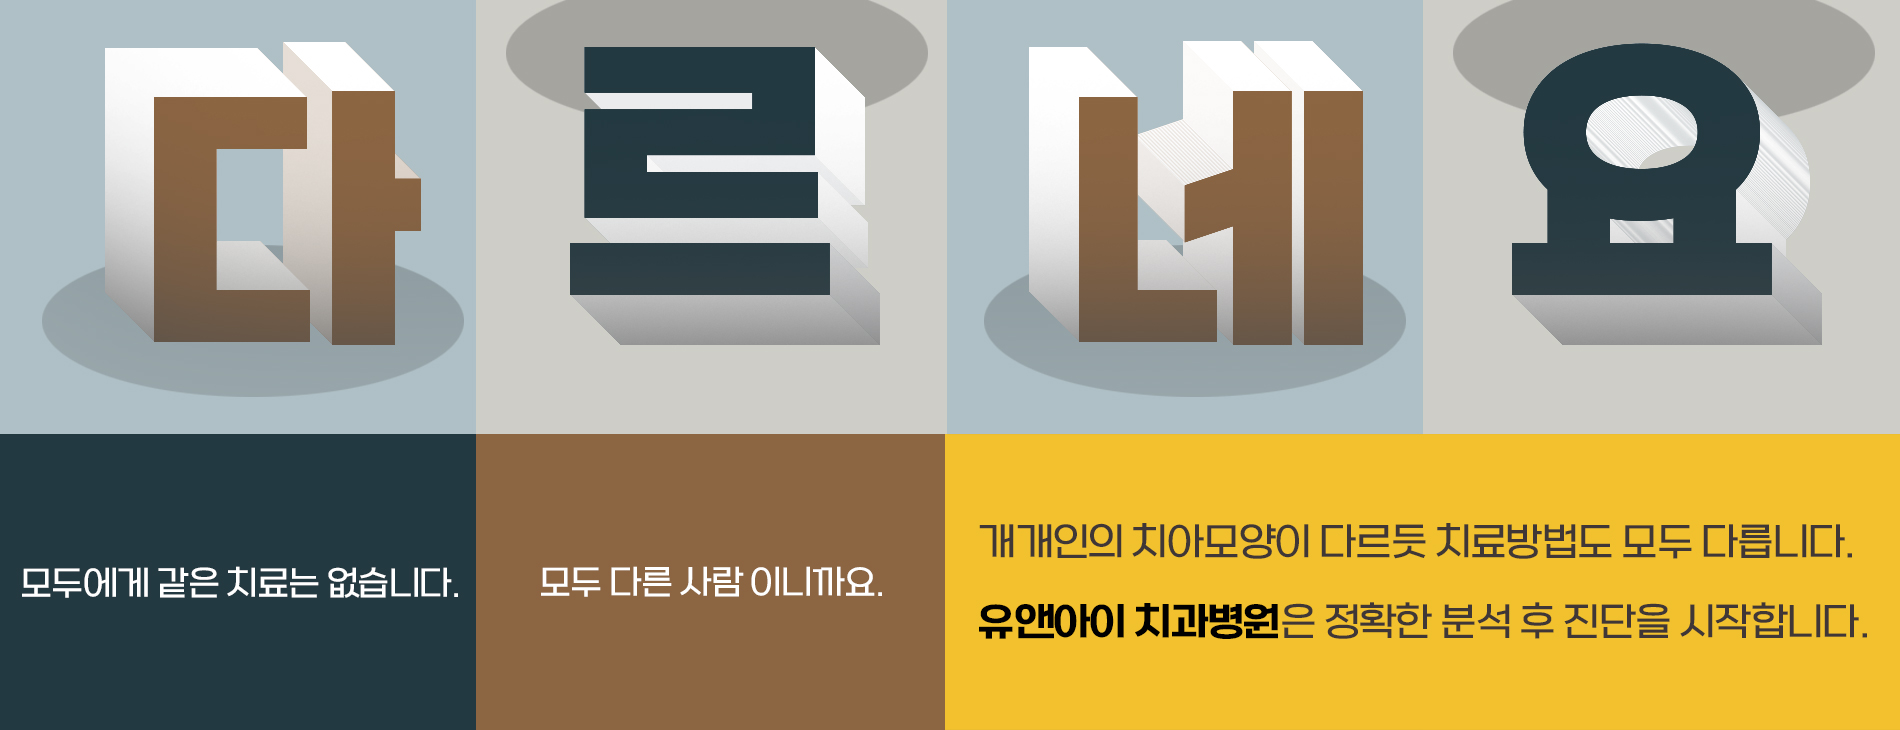 다르네요
모두에게 같은 치료는 없습니다.
모두 다른 사람 이니까요.
개개인의 치아모양이 다르듯 치료방법도 모두 다릅니다.
유앤아이 치과병원은 정확한 분석 후 진단을 시작합니다.